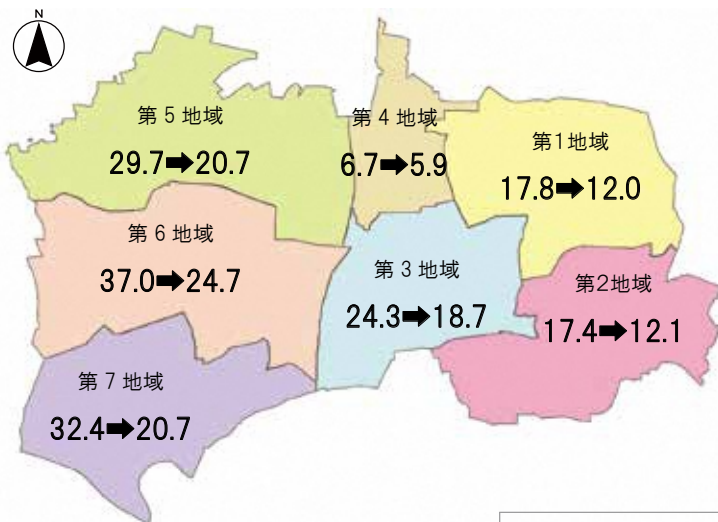 N
第5地域
29.7➡20.7
第4地域
6.7➡5.9
第1地域
17.8➡12.0
第6地域
37.0➡24.7
第3地域
24.3➡18.7
第2地域
17.4➡12.1
第7地域
32.4➡20.7